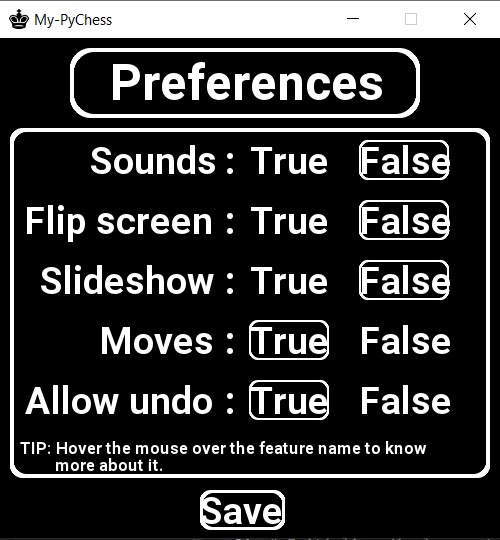 My-PyChess
Preferences
Sounds : True False
Flip screen : True False
Slideshow : True False
Moves : True False
Allow undo : True False
TIP: Hover the mouse over the feature name to know
more about it.
Save